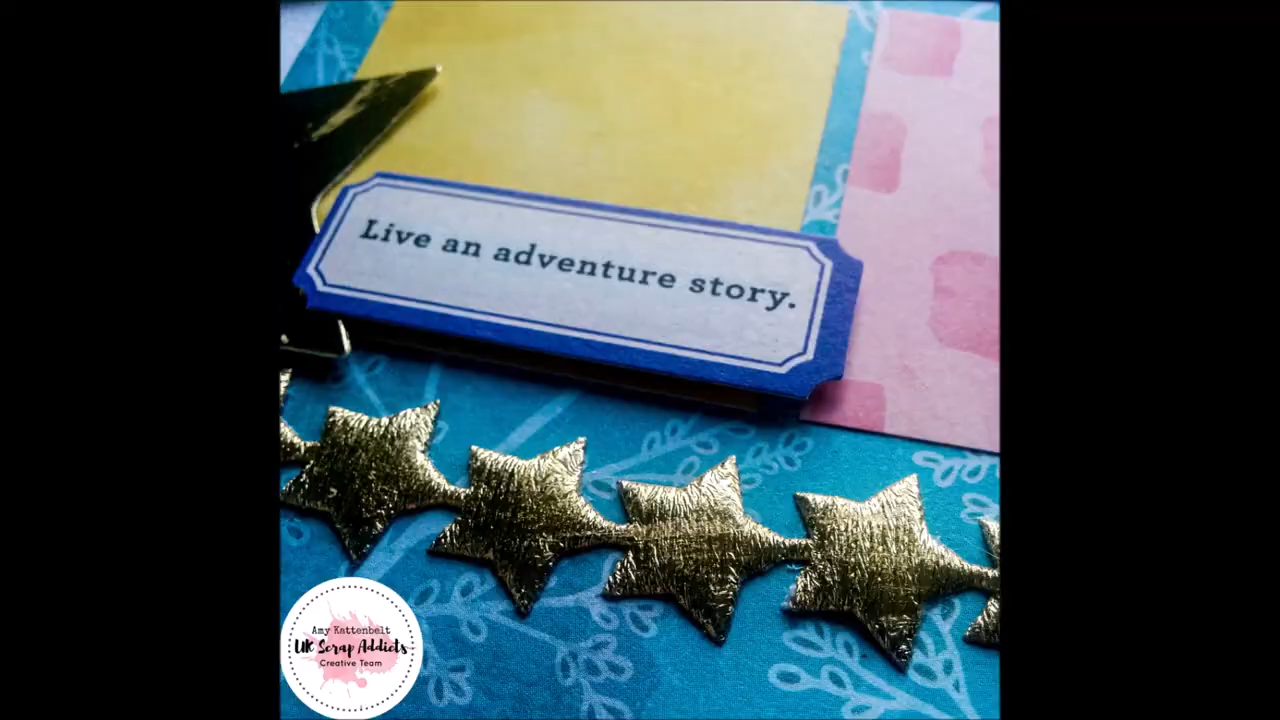 Live an adventure story.
Amy Kattenbelt
UK Scrap Addicts
Creative Team